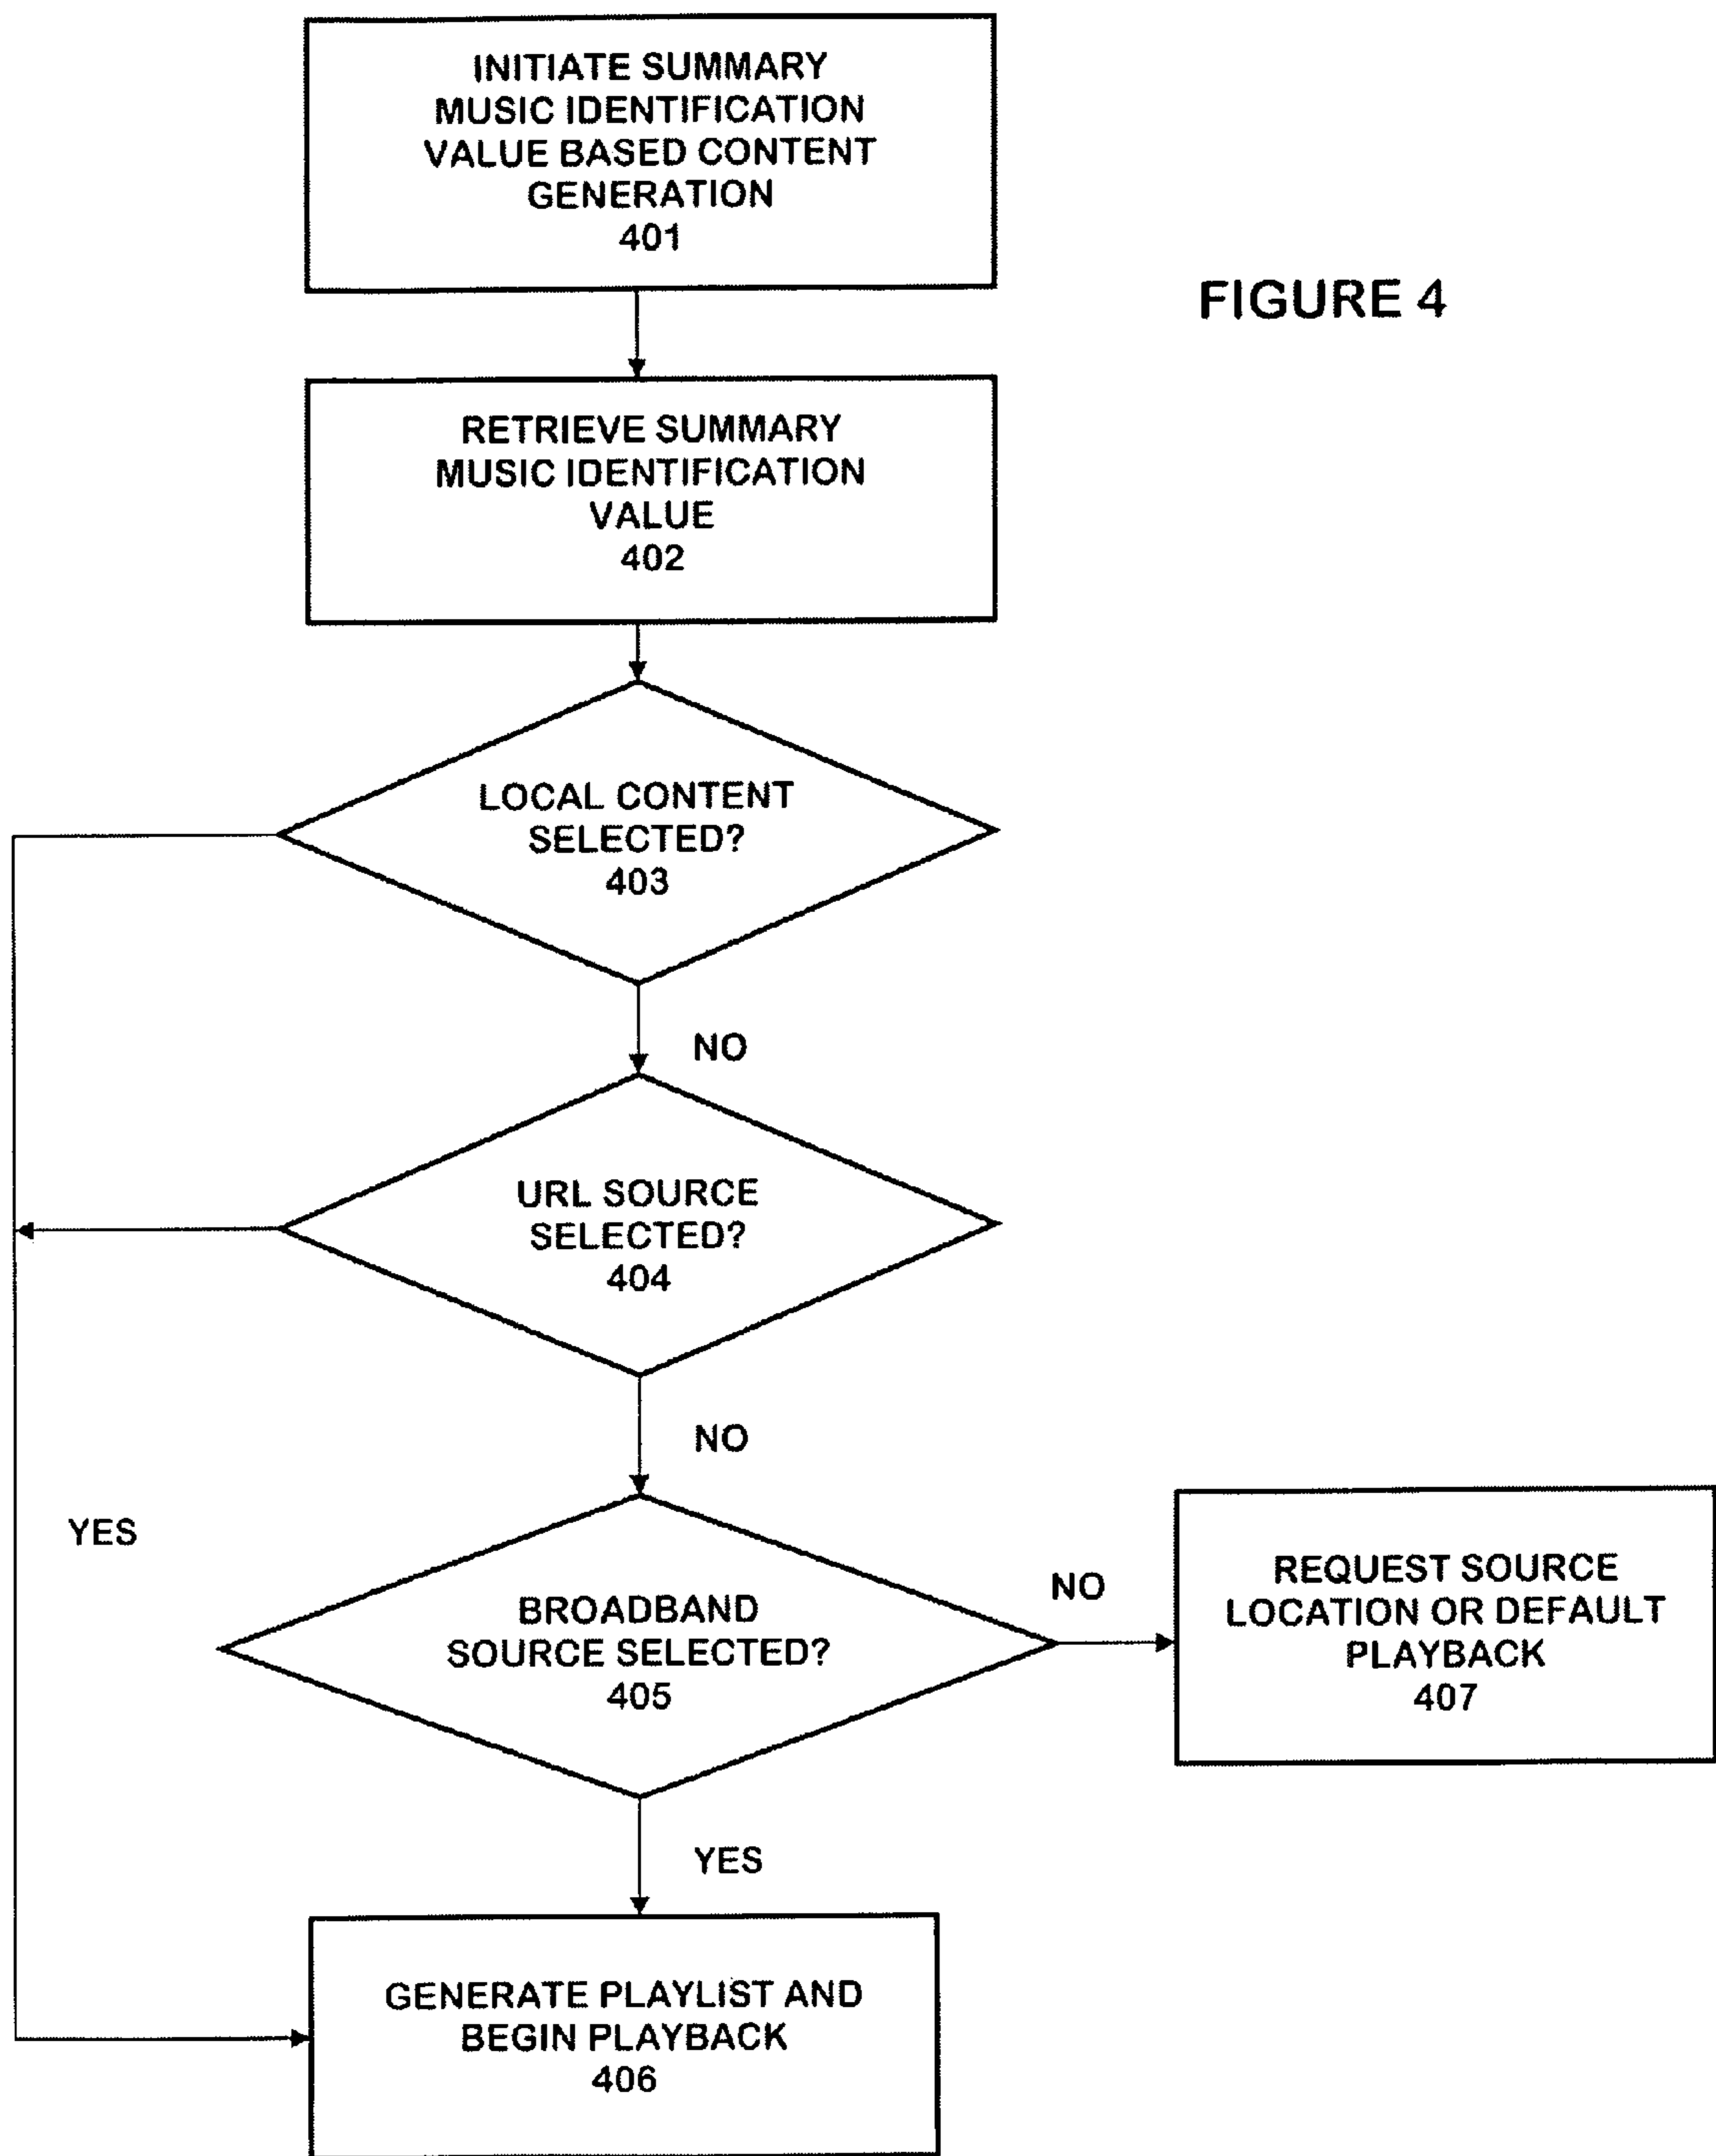 INITIATE SUMMARY
MUSIC IDENTIFICATION
VALUE BASED CONTENT
GENERATION
401
FIGURE 4
RETRIEVE SUMMARY
MUSIC IDENTIFICATION
VALUE
402
LOCAL CONTENT
SELECTED?
403
NO
URL SOURCE
SELECTED?
404
NO
YES
BROADBAND
SOURCE SELECTED?
405
NO
REQUEST SOURCE
LOCATION OR DEFAULT
PLAYBACK
407
YES
GENERATE PLAYLIST AND
BEGIN PLAYBACK
406